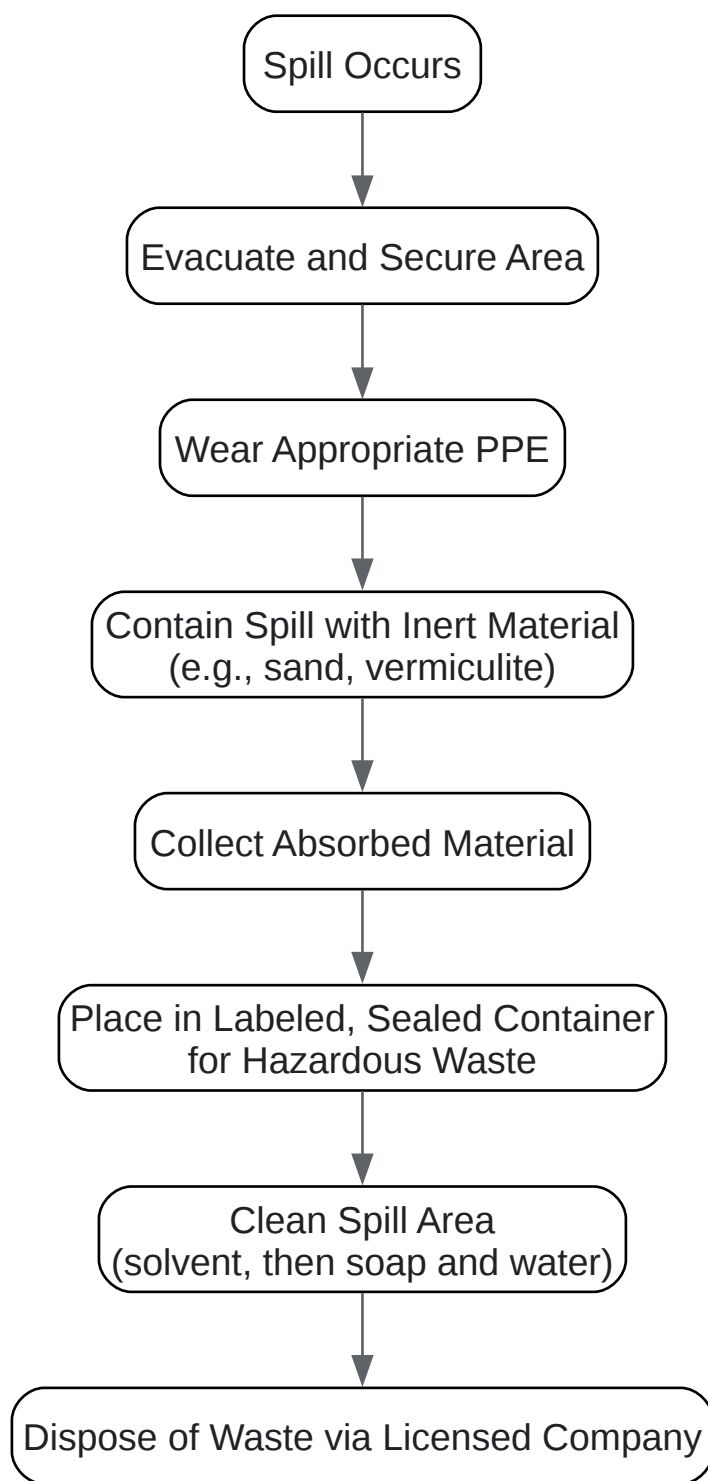 Spill Occurs
Evacuate and Secure Area
Wear Appropriate PPE
Contain Spill with Inert Material
(e.g., sand, vermiculite)
Collect Absorbed Material
Place in Labeled, Sealed Container
for Hazardous Waste
Clean Spill Area
(solvent, then soap and water)
Dispose of Waste via Licensed Company